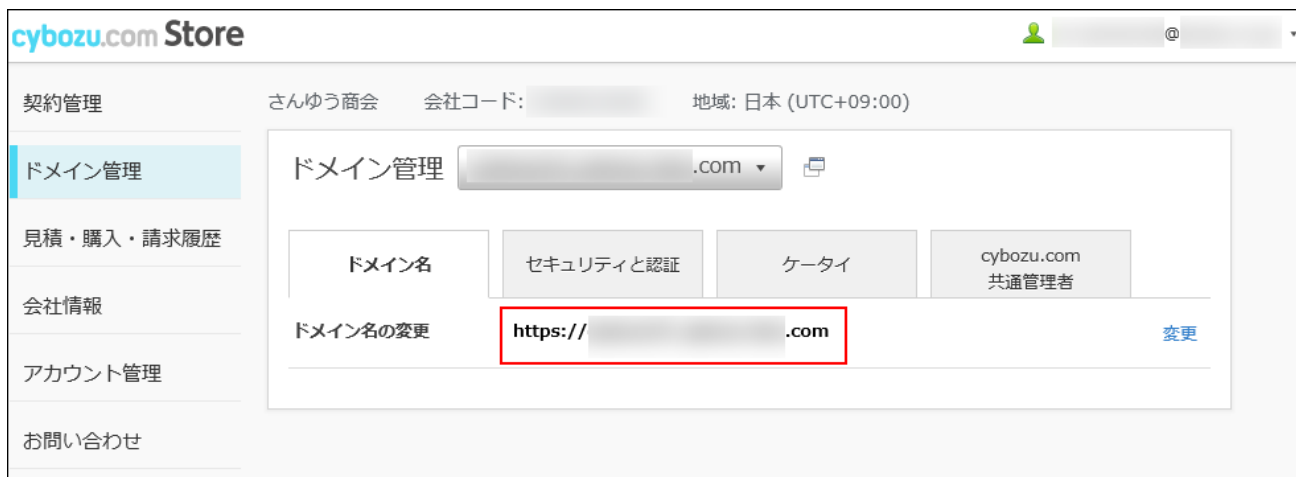 cybozu.com Store
@
契約管理
ドメイン管理
見積・購入・請求履歴
会社情報
アカウント管理
お問い合わせ
さんゆう商会 会社コード: 地域: 日本 (UTC+09:00)
ドメイン管理 .com
ドメイン名
セキュリティと認証
ケータイ
cybozu.com
共通管理者
ドメイン名の変更 https:// .com 変更